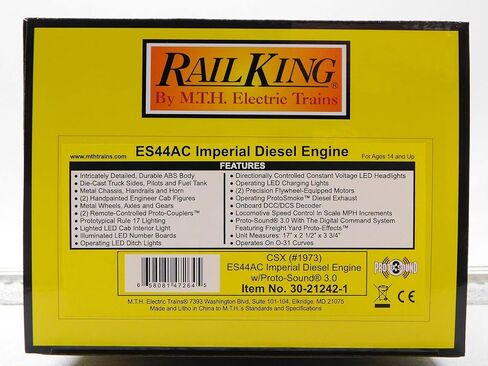 RAILKING®
By M.T.H. Electric Trains
ES44AC Imperial Diesel Engine
www.mthtrains.com
For Ages 14 and Up
FEATURES
• Intricately Detailed, Durable ABS Body
• Die-Cast Truck Sides, Pilots and Fuel Tank
• Metal Chassis, Handrails and Horn
• (2) Handpainted Engineer Cab Figures
• Metal Wheels, Axles and Gears
• (2) Remote-Controlled Proto-Couplers™
• Prototypical Rule 17 Lighting
• Lighted LED Cab Interior Light
• Illuminated LED Number Boards
• Operating LED Ditch Lights
• Directionally Controlled Constant Voltage LED Headlights
• Operating LED Charging Lights
• (2) Precision Flywheel-Equipped Motors
• Operating ProtoSmoke™ Diesel Exhaust
• Onboard DCC/DCS Decoder
• Locomotive Speed Control In Scale MPH Increments
• Proto-Sound® 3.0 With The Digital Command System
Featuring Freight Yard Proto-Effects™
• Unit Measures: 17" x 2 1/2" x 3 3/4"
• Operates On O-31 Curves
CSX (#1973)
ES44AC Imperial Diesel Engine
w/Proto-Sound® 3.0
Item No. 30-21242-1
6 58081 47264 5
PROTO 3 SOUND
CE
M.T.H. Electric Trains® 7393 Washington Blvd, Suite 101-104, Elkridge, MD 21075
Made and Litho in China to M.T.H.'s Standards and Specifications